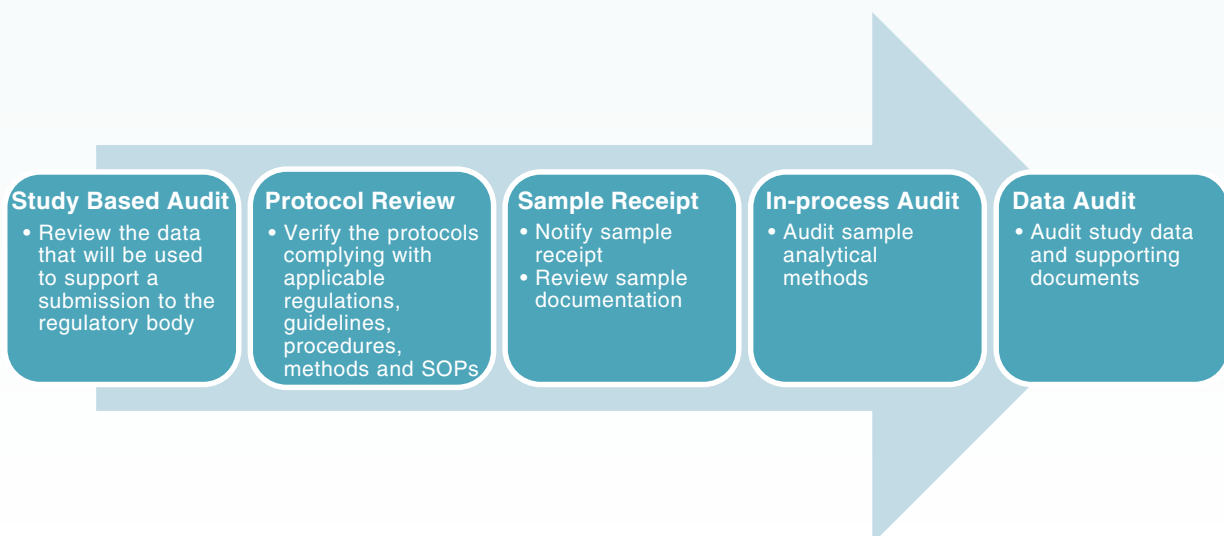 Study Based Audit
• Review the data
that will be used
to support a
submission to the
regulatory body
Protocol Review
• Verify the protocols
complying with
applicable
regulations,
guidelines,
procedures,
methods and SOPs
Sample Receipt
• Notify sample
receipt
• Review sample
documentation
In-process Audit
• Audit sample
analytical
methods
Data Audit
• Audit study data
and supporting
documents